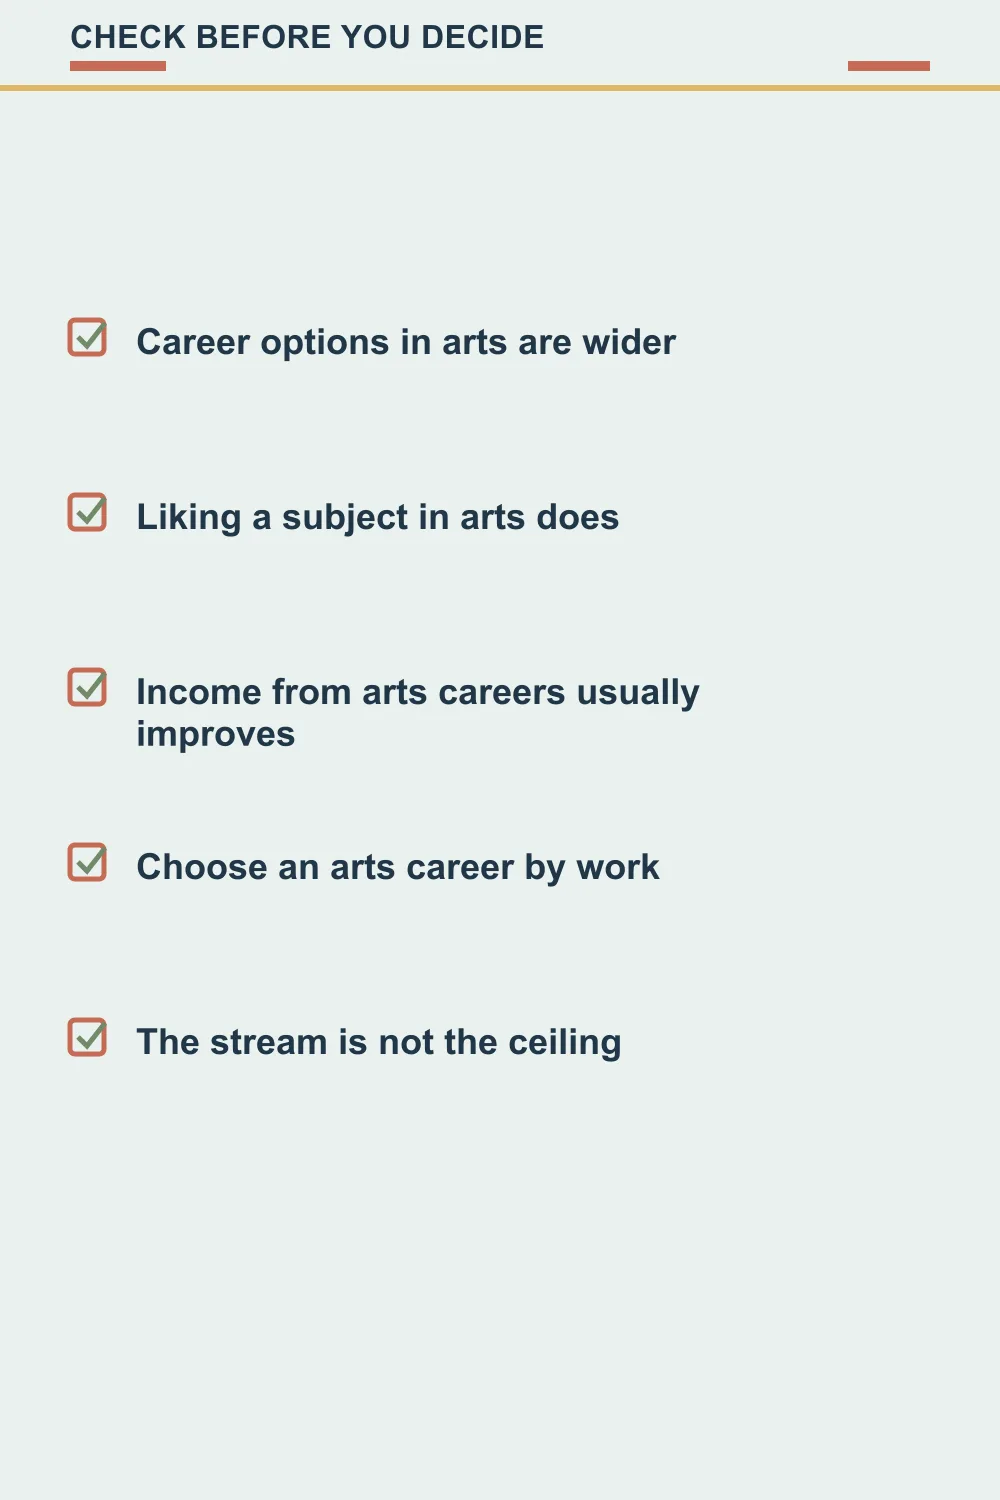 CHECK BEFORE YOU DECIDE
Career options in arts are wider
Liking a subject in arts does
Income from arts careers usually
improves
Choose an arts career by work
The stream is not the ceiling